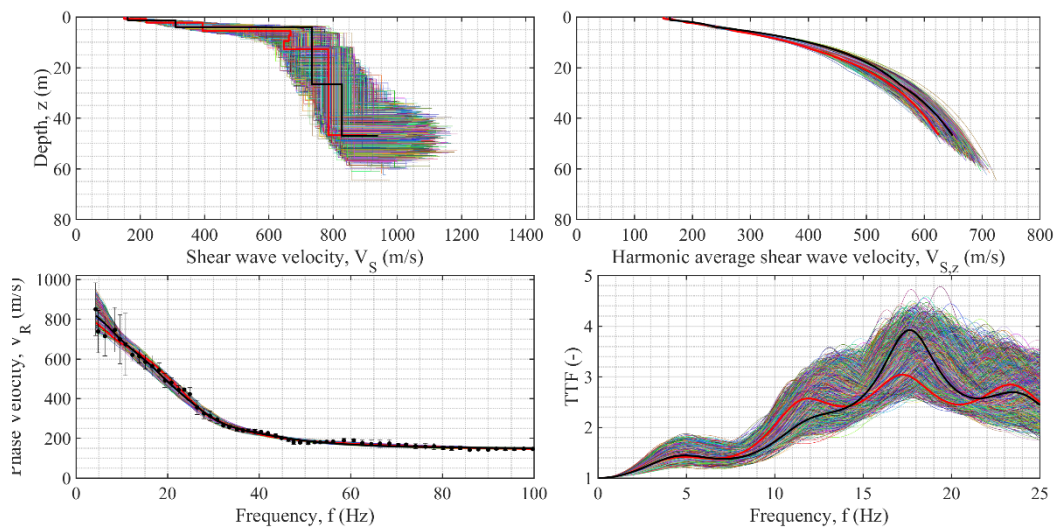 Depth, z (m)
0
20
40
60
80
0 200 400 600 800 1000 1200 1400
Shear wave velocity, V_S (m/s)
0
20
40
60
80
0 100 200 300 400 500 600 700 800
Harmonic average shear wave velocity, V_{S,z} (m/s)
Phase velocity, v_R (m/s)
1000
800
600
400
200
0
0 20 40 60 80 100
Frequency, f (Hz)
TTF (-)
5
4
3
2
1
0 5 10 15 20 25
Frequency, f (Hz)